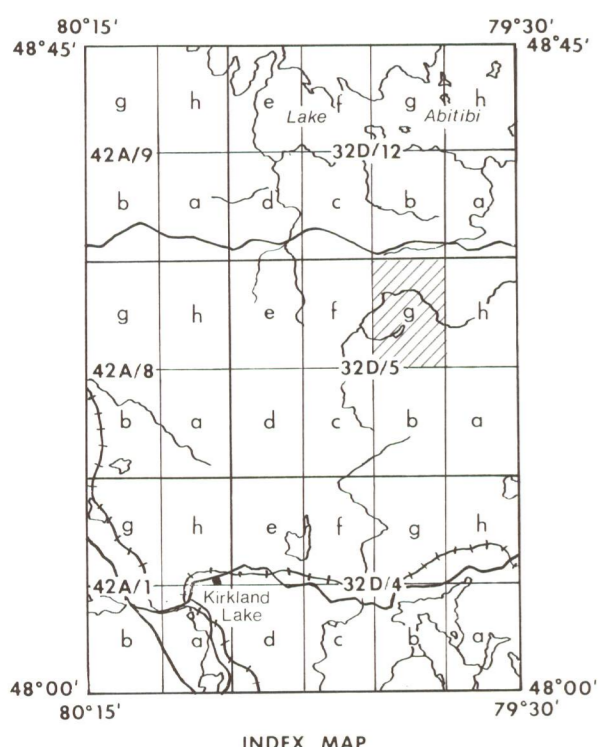 80°15' 79°30'
48°45' 48°45'
g h e f g h
Lake Abitibi
42A/9 32D/12
b a d c b a
g h e f g h
42A/8 32D/5
b a d c b a
g h e f g h
42A/1 32D/4
Kirkland
Lake
b a d c b a
48°00' 48°00'
80°15' 79°30'
INDEX MAP